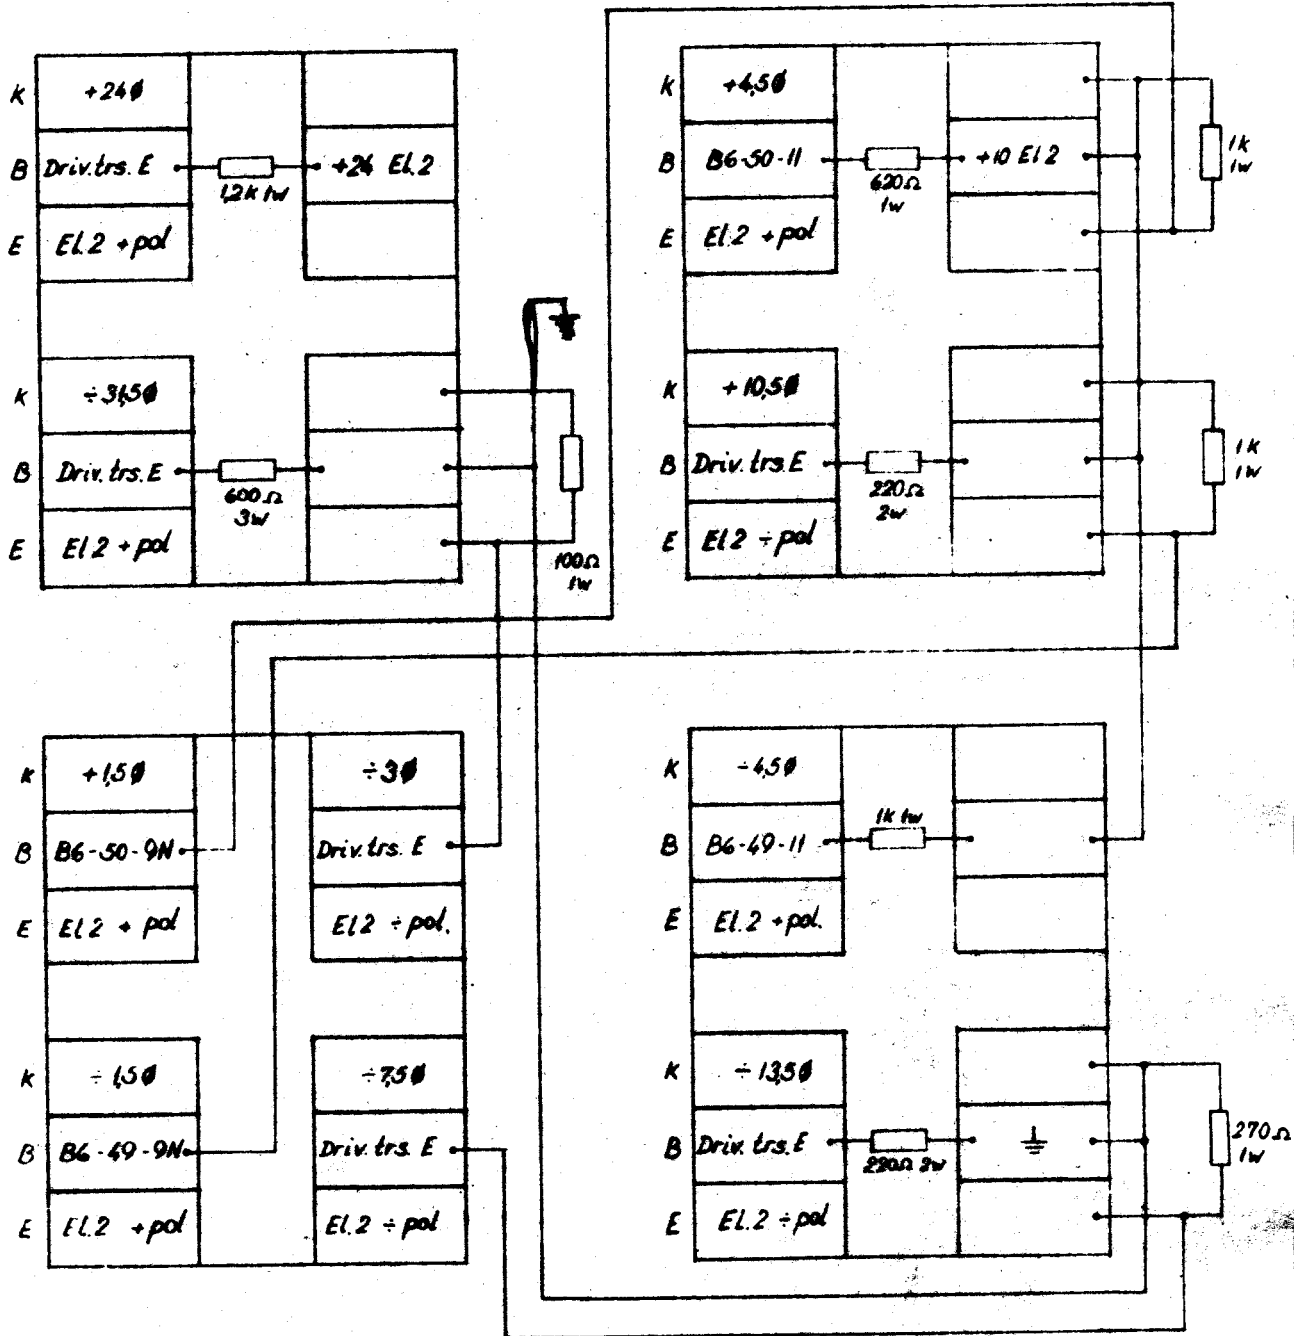 K +24Ø
B Driv.trs. E +24 El.2
1,2k 1w
E El.2 +pol
K ÷31,5Ø
B Driv.trs. E
600Ω
3w
E El.2 +pol
100Ω
1w
K +4,5Ø
B B6-50-11 +10 El 2
620Ω
1w
E El.2 +pol
1k
1w
K +10,5Ø
B Driv.trs. E
220Ω
2w
E El.2 ÷pol
1k
1w
K +1,5Ø ÷3Ø
B B6-50-9N Driv.trs. E
E El.2 +pol El.2 ÷pol.
K ÷1,5Ø ÷7,5Ø
B B6-49-9N Driv.trs. E
E El.2 +pol El.2 ÷pol
K ÷4,5Ø
1k 1w
B B6-49-11
E El.2 +pol.
K ÷13,5Ø
B Driv.trs. E
220Ω 2w
E El.2 ÷pol
270Ω
1w